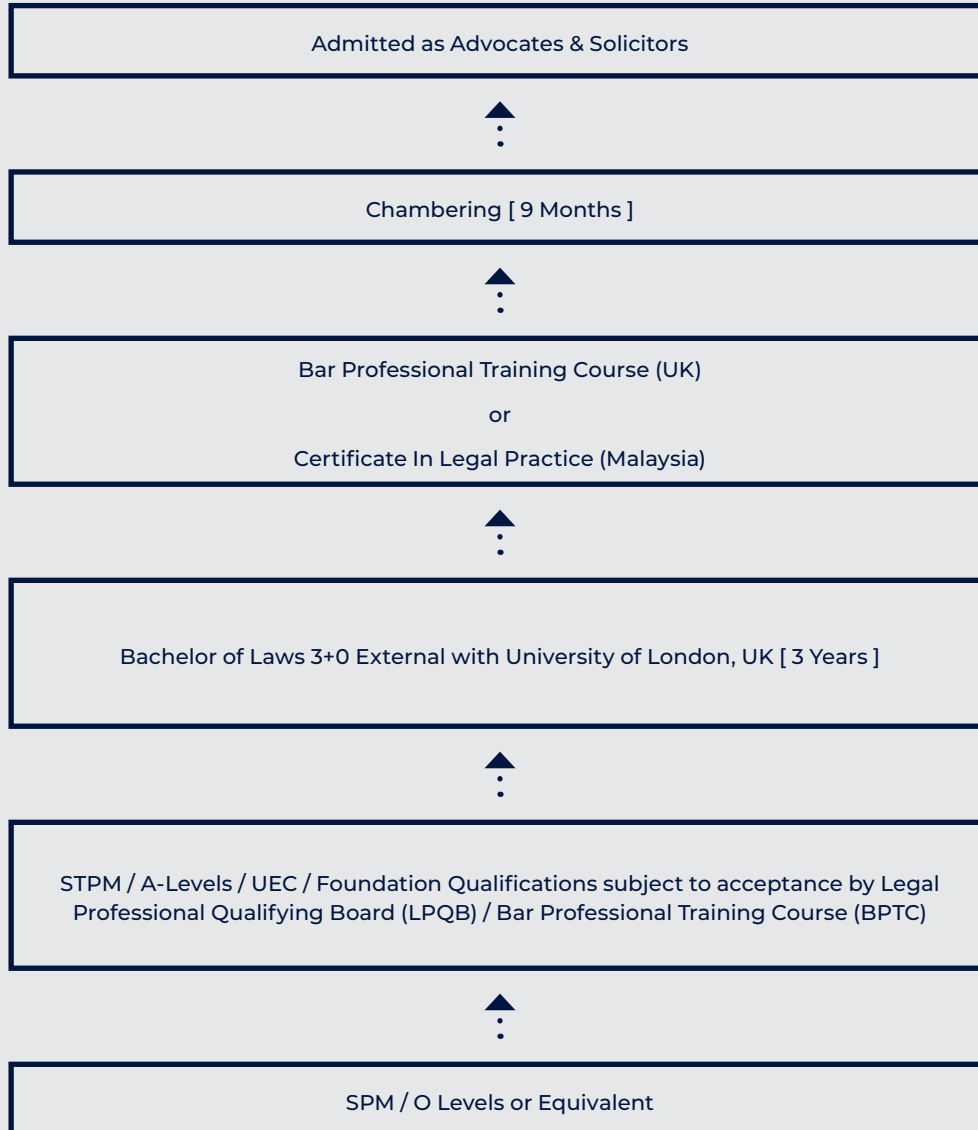 Admitted as Advocates & Solicitors
Chambering [ 9 Months ]
Bar Professional Training Course (UK)
or
Certificate In Legal Practice (Malaysia)
Bachelor of Laws 3+0 External with University of London, UK [ 3 Years ]
STPM / A-Levels / UEC / Foundation Qualifications subject to acceptance by Legal
Professional Qualifying Board (LPQB) / Bar Professional Training Course (BPTC)
SPM / O Levels or Equivalent